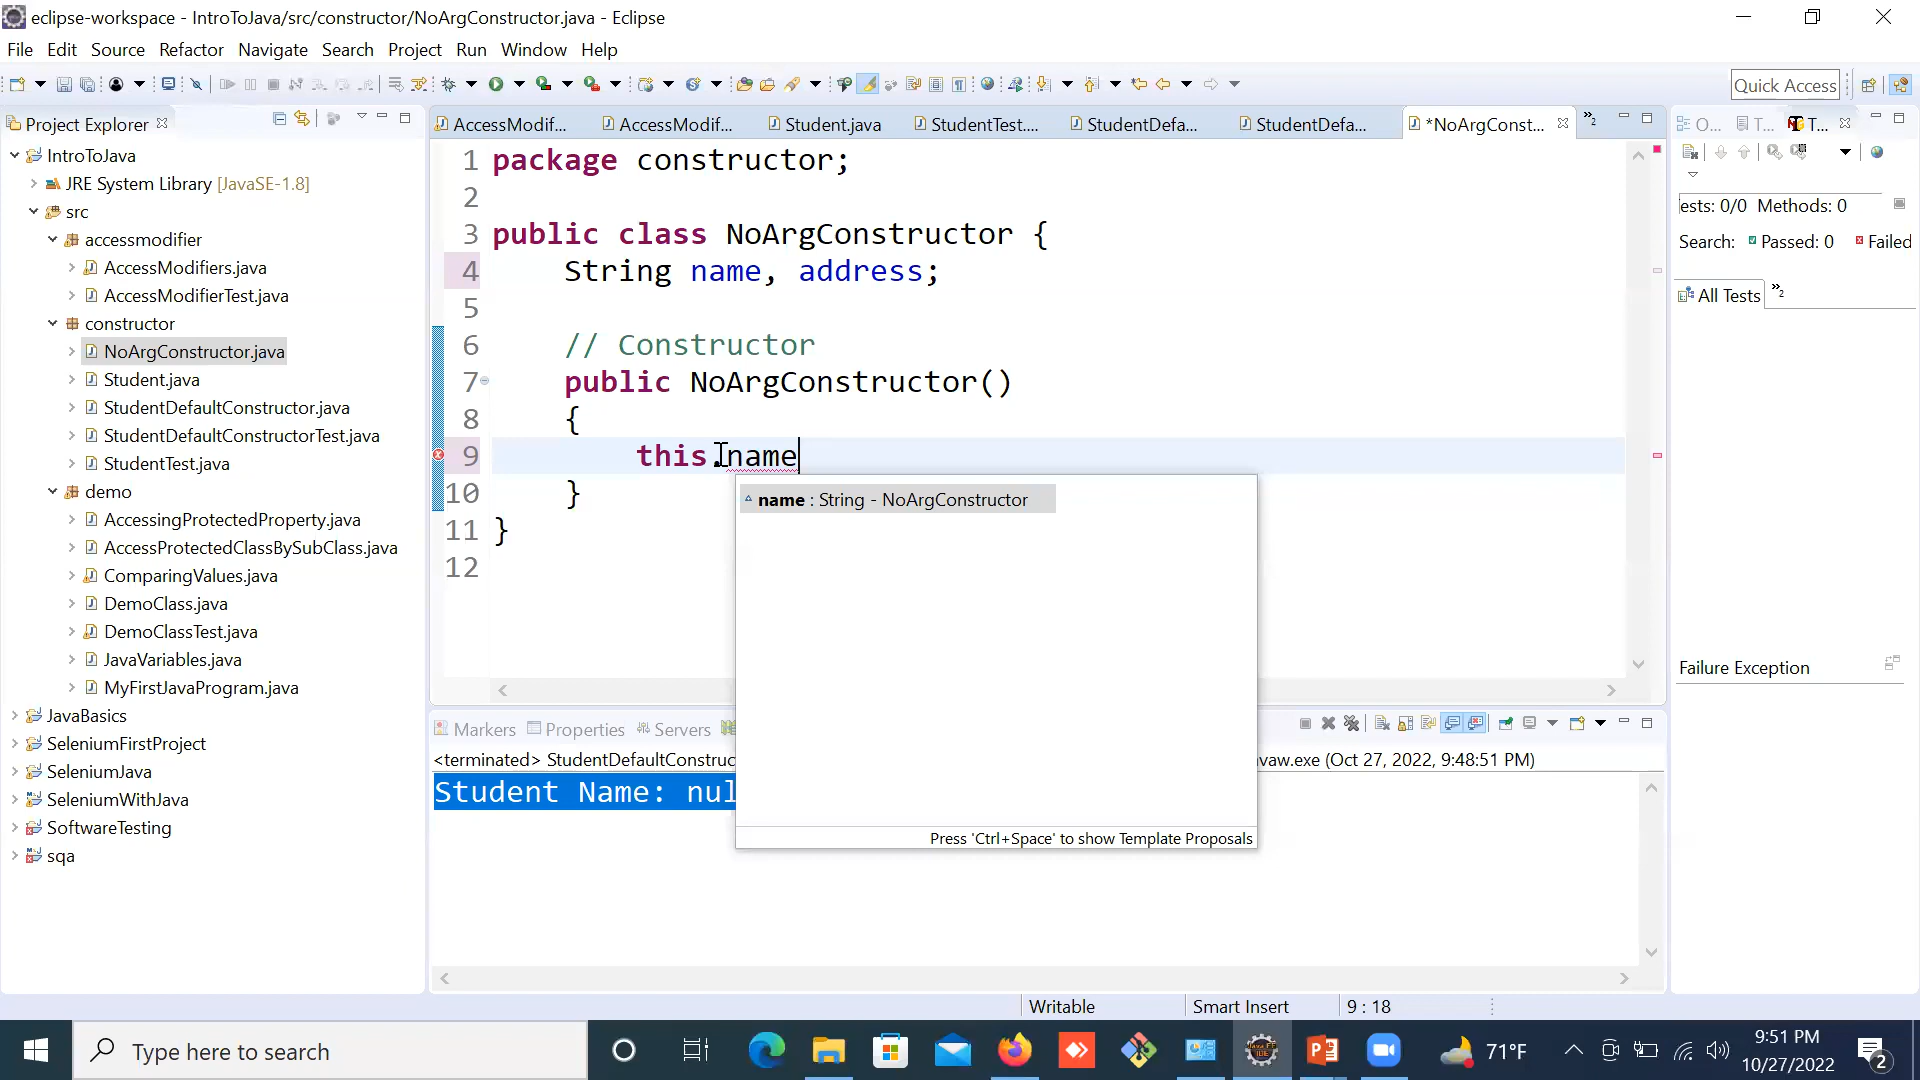 eclipse-workspace - IntroToJava/src/constructor/NoArgConstructor.java - Eclipse
File Edit Source Refactor Navigate Search Project Run Window Help
Quick Access
Project Explorer
IntroToJava
JRE System Library [JavaSE-1.8]
src
accessmodifier
AccessModifiers.java
AccessModifierTest.java
constructor
NoArgConstructor.java
Student.java
StudentDefaultConstructor.java
StudentDefaultConstructorTest.java
StudentTest.java
demo
AccessingProtectedProperty.java
AccessProtectedClassBySubClass.java
ComparingValues.java
DemoClass.java
DemoClassTest.java
JavaVariables.java
MyFirstJavaProgram.java
JavaBasics
SeleniumFirstProject
SeleniumJava
SeleniumWithJava
SoftwareTesting
sqa
AccessModif... AccessModif... Student.java StudentTest.... StudentDefa... StudentDefa... *NoArgConst... »2
1 package constructor;
2
3 public class NoArgConstructor {
4 String name, address;
5
6 // Constructor
7 public NoArgConstructor()
8 {
9 this.name
10 }
11 }
12
name : String - NoArgConstructor
Press 'Ctrl+Space' to show Template Proposals
Markers Properties Servers
<terminated> StudentDefaultConstruc
avaw.exe (Oct 27, 2022, 9:48:51 PM)
Student Name: nul
O... T... T...
ests: 0/0 Methods: 0
Search: Passed: 0 Failed
All Tests »2
Failure Exception
Writable Smart Insert 9 : 18
Type here to search
71°F
9:51 PM
10/27/2022
2